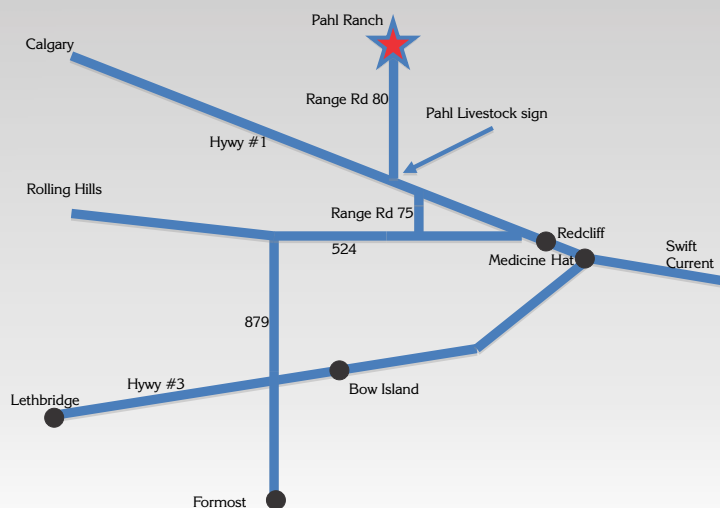 Pahl Ranch
Calgary
Range Rd 80
Pahl Livestock sign
Hywy #1
Rolling Hills
Range Rd 75
Redcliff
524
Medicine Hat
Swift
Current
879
Hywy #3
Bow Island
Lethbridge
Formost